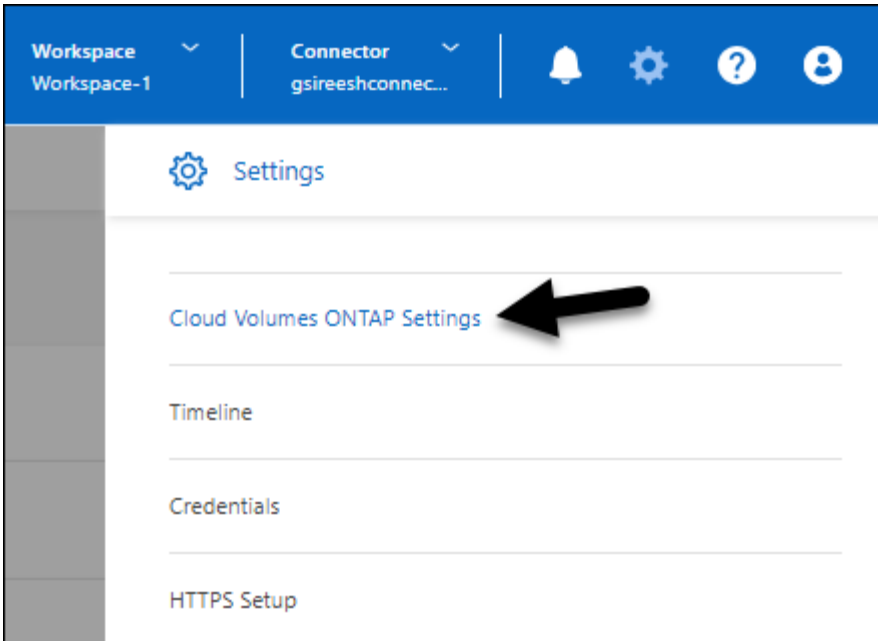 Workspace
Workspace-1
Connector
gsireeshconnec...
Settings
Cloud Volumes ONTAP Settings
Timeline
Credentials
HTTPS Setup